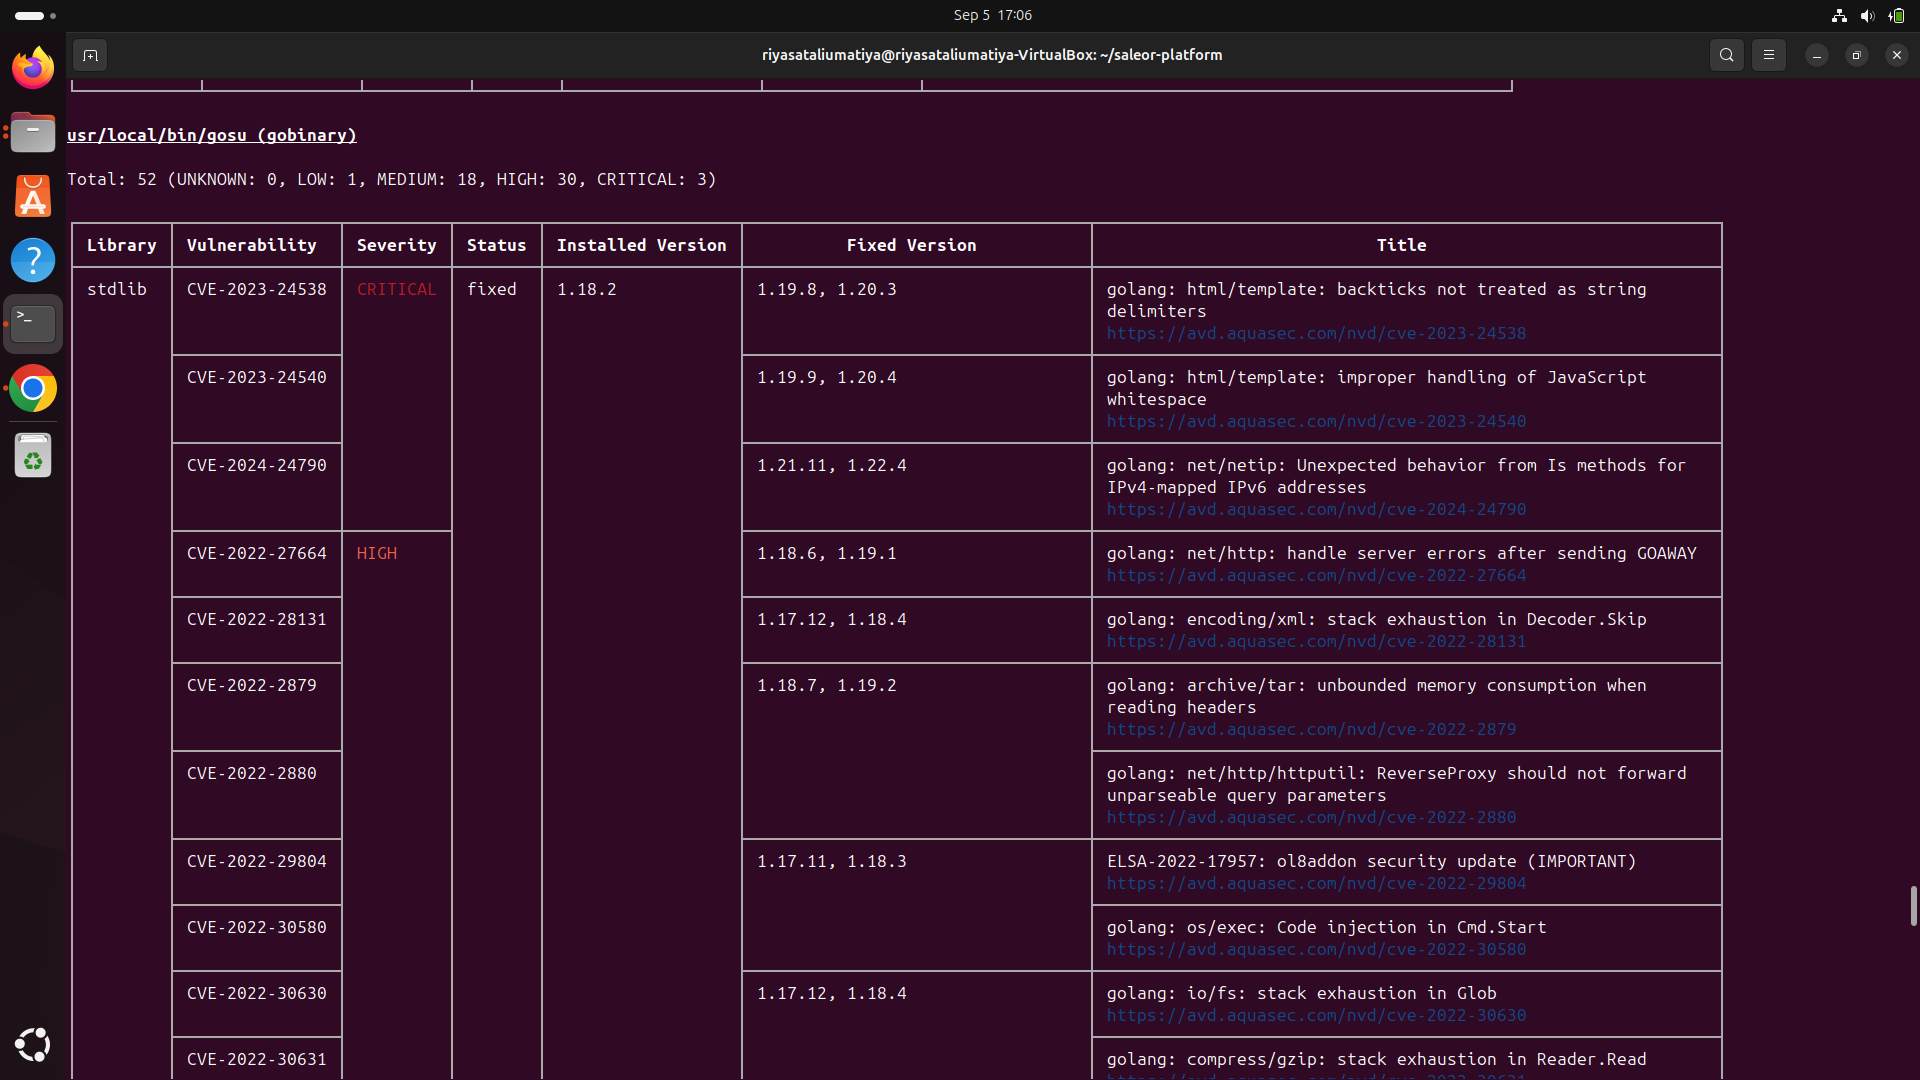 Sep 5 17:06
riyasataliumatiya@riyasataliumatiya-VirtualBox: ~/saleor-platform
usr/local/bin/gosu (gobinary)
Total: 52 (UNKNOWN: 0, LOW: 1, MEDIUM: 18, HIGH: 30, CRITICAL: 3)
Library Vulnerability Severity Status Installed Version Fixed Version Title
stdlib CVE-2023-24538 CRITICAL fixed 1.18.2 1.19.8, 1.20.3 golang: html/template: backticks not treated as string
delimiters
https://avd.aquasec.com/nvd/cve-2023-24538
CVE-2023-24540 1.19.9, 1.20.4 golang: html/template: improper handling of JavaScript
whitespace
https://avd.aquasec.com/nvd/cve-2023-24540
CVE-2024-24790 1.21.11, 1.22.4 golang: net/netip: Unexpected behavior from Is methods for
IPv4-mapped IPv6 addresses
https://avd.aquasec.com/nvd/cve-2024-24790
CVE-2022-27664 HIGH 1.18.6, 1.19.1 golang: net/http: handle server errors after sending GOAWAY
https://avd.aquasec.com/nvd/cve-2022-27664
CVE-2022-28131 1.17.12, 1.18.4 golang: encoding/xml: stack exhaustion in Decoder.Skip
https://avd.aquasec.com/nvd/cve-2022-28131
CVE-2022-2879 1.18.7, 1.19.2 golang: archive/tar: unbounded memory consumption when
reading headers
https://avd.aquasec.com/nvd/cve-2022-2879
CVE-2022-2880 golang: net/http/httputil: ReverseProxy should not forward
unparseable query parameters
https://avd.aquasec.com/nvd/cve-2022-2880
CVE-2022-29804 1.17.11, 1.18.3 ELSA-2022-17957: ol8addon security update (IMPORTANT)
https://avd.aquasec.com/nvd/cve-2022-29804
CVE-2022-30580 golang: os/exec: Code injection in Cmd.Start
https://avd.aquasec.com/nvd/cve-2022-30580
CVE-2022-30630 1.17.12, 1.18.4 golang: io/fs: stack exhaustion in Glob
https://avd.aquasec.com/nvd/cve-2022-30630
CVE-2022-30631 golang: compress/gzip: stack exhaustion in Reader.Read